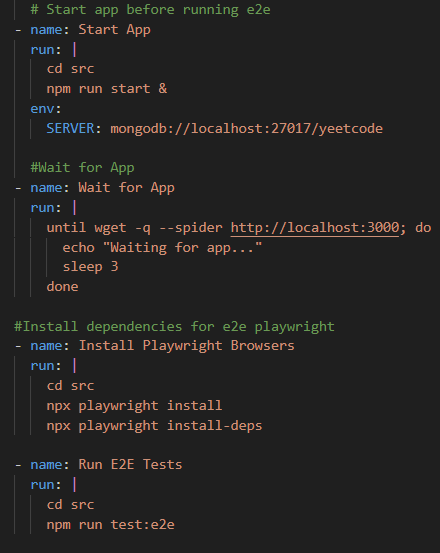 # Start app before running e2e
- name: Start App
run: |
cd src
npm run start &
env:
SERVER: mongodb://localhost:27017/yeetcode
#Wait for App
- name: Wait for App
run: |
until wget -q --spider http://localhost:3000; do
echo "Waiting for app..."
sleep 3
done
#Install dependencies for e2e playwright
- name: Install Playwright Browsers
run: |
cd src
npx playwright install
npx playwright install-deps
- name: Run E2E Tests
run: |
cd src
npm run test:e2e